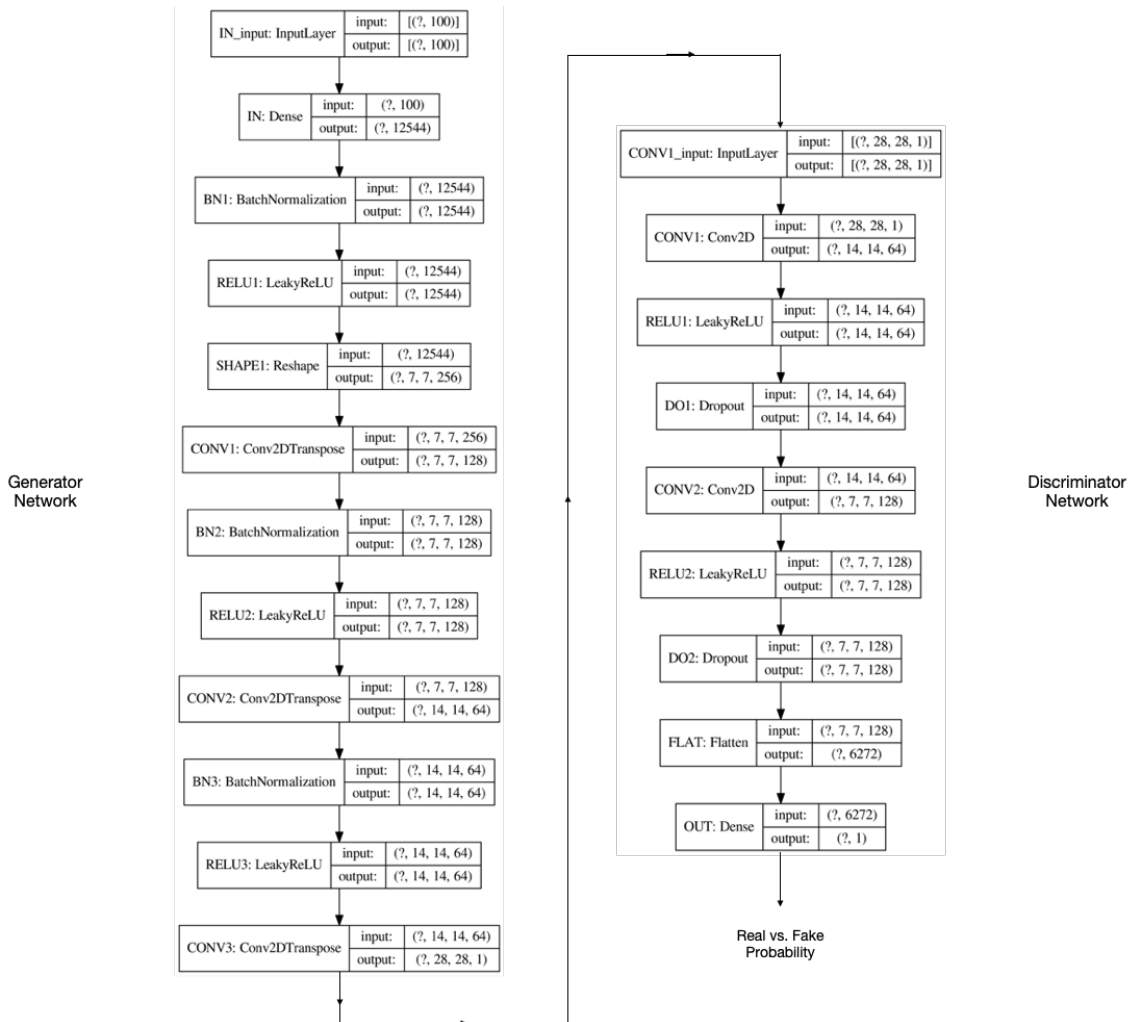 IN_input: InputLayer
input: [(?, 100)]
output: [(?, 100)]
IN: Dense
input: (?, 100)
output: (?, 12544)
BN1: BatchNormalization
input: (?, 12544)
output: (?, 12544)
RELU1: LeakyReLU
input: (?, 12544)
output: (?, 12544)
SHAPE1: Reshape
input: (?, 12544)
output: (?, 7, 7, 256)
CONV1: Conv2DTranspose
input: (?, 7, 7, 256)
output: (?, 7, 7, 128)
Generator
Network
BN2: BatchNormalization
input: (?, 7, 7, 128)
output: (?, 7, 7, 128)
RELU2: LeakyReLU
input: (?, 7, 7, 128)
output: (?, 7, 7, 128)
CONV2: Conv2DTranspose
input: (?, 7, 7, 128)
output: (?, 14, 14, 64)
BN3: BatchNormalization
input: (?, 14, 14, 64)
output: (?, 14, 14, 64)
RELU3: LeakyReLU
input: (?, 14, 14, 64)
output: (?, 14, 14, 64)
CONV3: Conv2DTranspose
input: (?, 14, 14, 64)
output: (?, 28, 28, 1)
CONV1_input: InputLayer
input: [(?, 28, 28, 1)]
output: [(?, 28, 28, 1)]
CONV1: Conv2D
input: (?, 28, 28, 1)
output: (?, 14, 14, 64)
RELU1: LeakyReLU
input: (?, 14, 14, 64)
output: (?, 14, 14, 64)
DO1: Dropout
input: (?, 14, 14, 64)
output: (?, 14, 14, 64)
CONV2: Conv2D
input: (?, 14, 14, 64)
output: (?, 7, 7, 128)
Discriminator
Network
RELU2: LeakyReLU
input: (?, 7, 7, 128)
output: (?, 7, 7, 128)
DO2: Dropout
input: (?, 7, 7, 128)
output: (?, 7, 7, 128)
FLAT: Flatten
input: (?, 7, 7, 128)
output: (?, 6272)
OUT: Dense
input: (?, 6272)
output: (?, 1)
Real vs. Fake
Probability